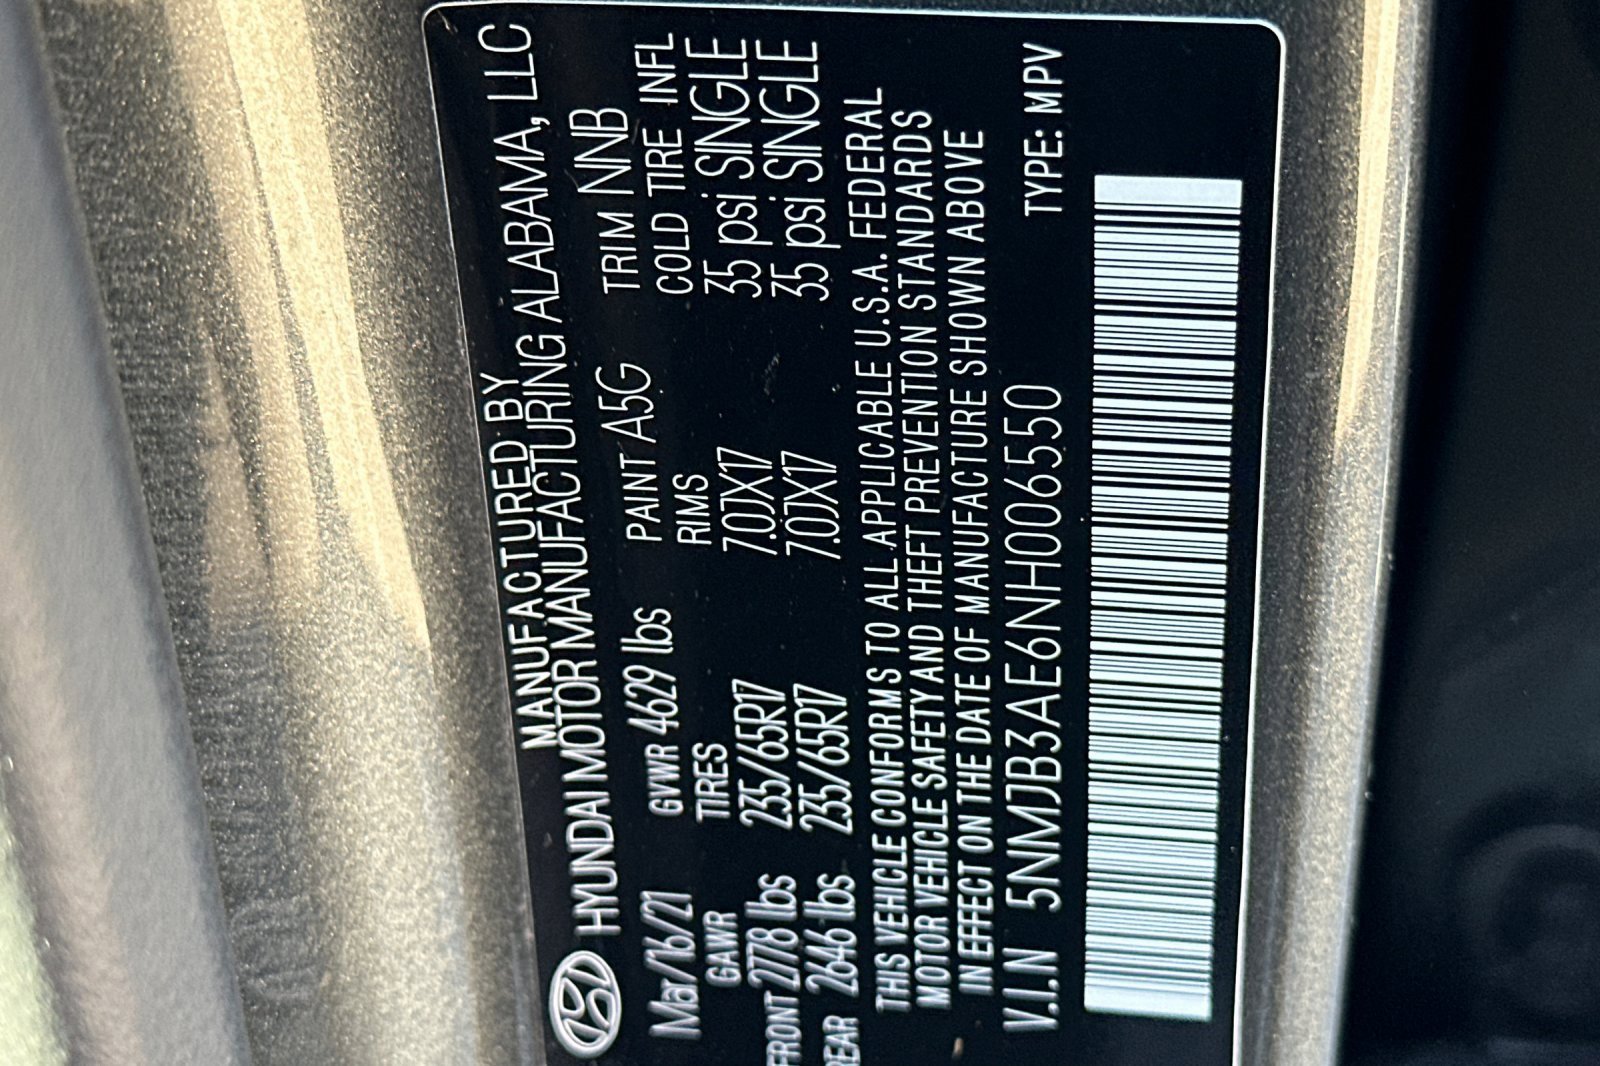 MANUFACTURED BY
HYUNDAI MOTOR MANUFACTURING ALABAMA, LLC
Mar/16/21 GVWR 4629 lbs PAINT A5G TRIM NNB
GAWR TIRES RIMS COLD TIRE INFL
FRONT 2778 lbs 235/65R17 7.0JX17 35 psi SINGLE
REAR 2646 lbs 235/65R17 7.0JX17 35 psi SINGLE
THIS VEHICLE CONFORMS TO ALL APPLICABLE U.S.A. FEDERAL
MOTOR VEHICLE SAFETY AND THEFT PREVENTION STANDARDS
IN EFFECT ON THE DATE OF MANUFACTURE SHOWN ABOVE
V.I.N 5NMJB3AE6NH006550 TYPE: MPV